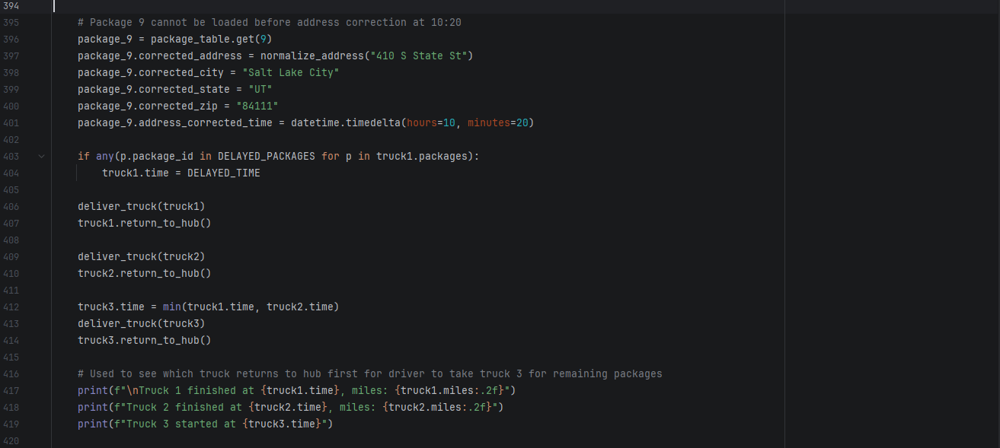 394
395 # Package 9 cannot be loaded before address correction at 10:20
396 package_9 = package_table.get(9)
397 package_9.corrected_address = normalize_address("410 S State St")
398 package_9.corrected_city = "Salt Lake City"
399 package_9.corrected_state = "UT"
400 package_9.corrected_zip = "84111"
401 package_9.address_corrected_time = datetime.timedelta(hours=10, minutes=20)
402
403 if any(p.package_id in DELAYED_PACKAGES for p in truck1.packages):
404     truck1.time = DELAYED_TIME
405
406 deliver_truck(truck1)
407 truck1.return_to_hub()
408
409 deliver_truck(truck2)
410 truck2.return_to_hub()
411
412 truck3.time = min(truck1.time, truck2.time)
413 deliver_truck(truck3)
414 truck3.return_to_hub()
415
416 # Used to see which truck returns to hub first for driver to take truck 3 for remaining packages
417 print(f"\nTruck 1 finished at {truck1.time}, miles: {truck1.miles:.2f}")
418 print(f"Truck 2 finished at {truck2.time}, miles: {truck2.miles:.2f}")
419 print(f"Truck 3 started at {truck3.time}")
420